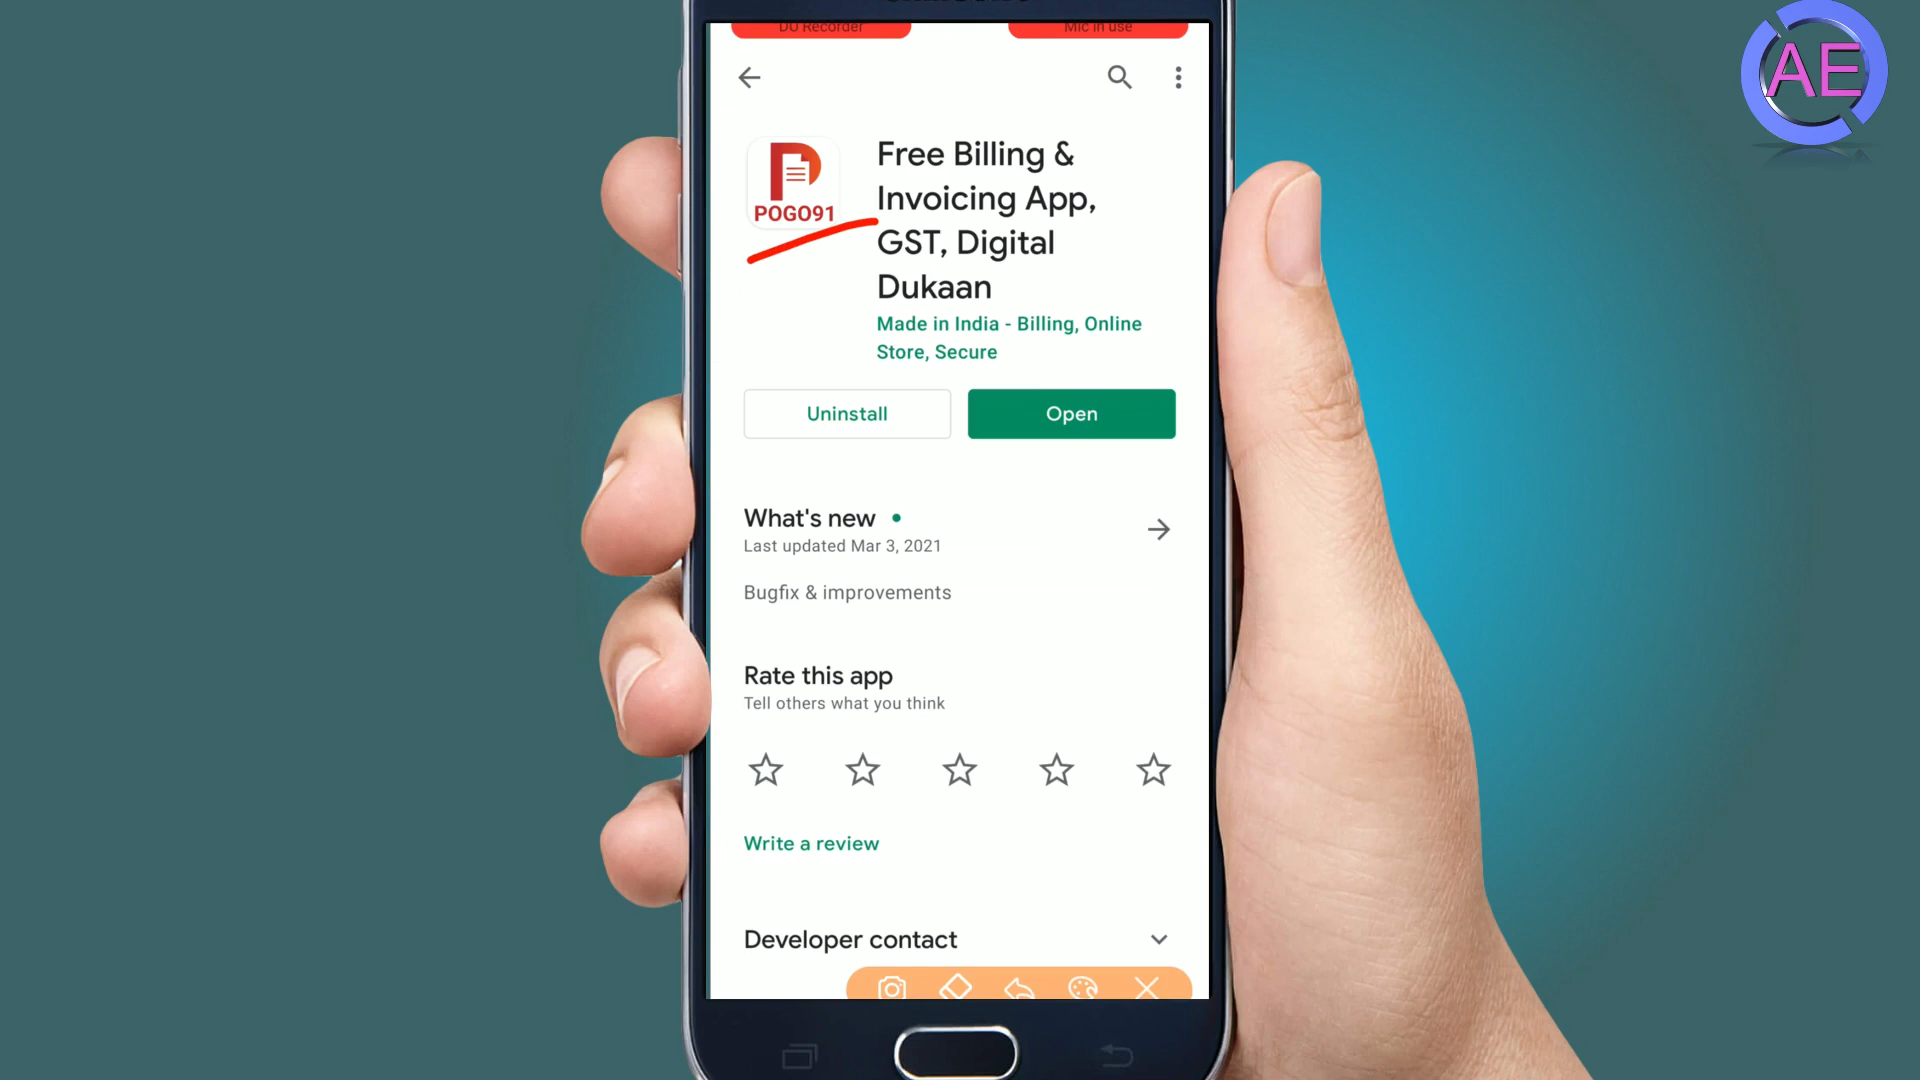 DU Recorder
Mic in use
AE
POGO91
Free Billing &
Invoicing App,
GST, Digital
Dukaan
Made in India - Billing, Online
Store, Secure
Uninstall
Open
What's new
Last updated Mar 3, 2021
Bugfix & improvements
Rate this app
Tell others what you think
Write a review
Developer contact